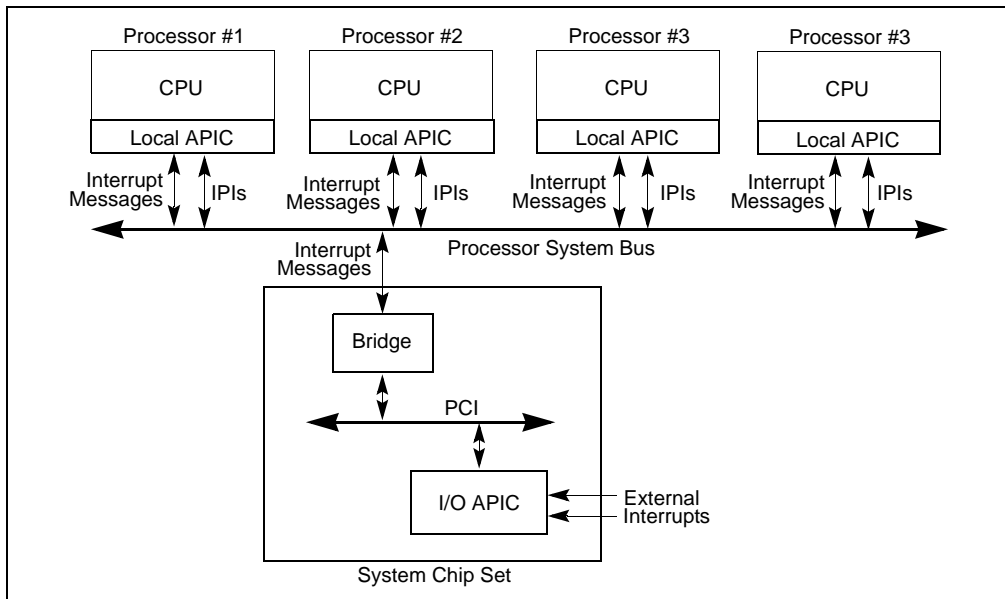 Processor #1
Processor #2
Processor #3
Processor #3
CPU
CPU
CPU
CPU
Local APIC
Local APIC
Local APIC
Local APIC
Interrupt
Messages
IPIs
Interrupt
Messages
IPIs
Interrupt
Messages
IPIs
Interrupt
Messages
IPIs
Processor System Bus
Interrupt
Messages
Bridge
PCI
I/O APIC
External
Interrupts
System Chip Set